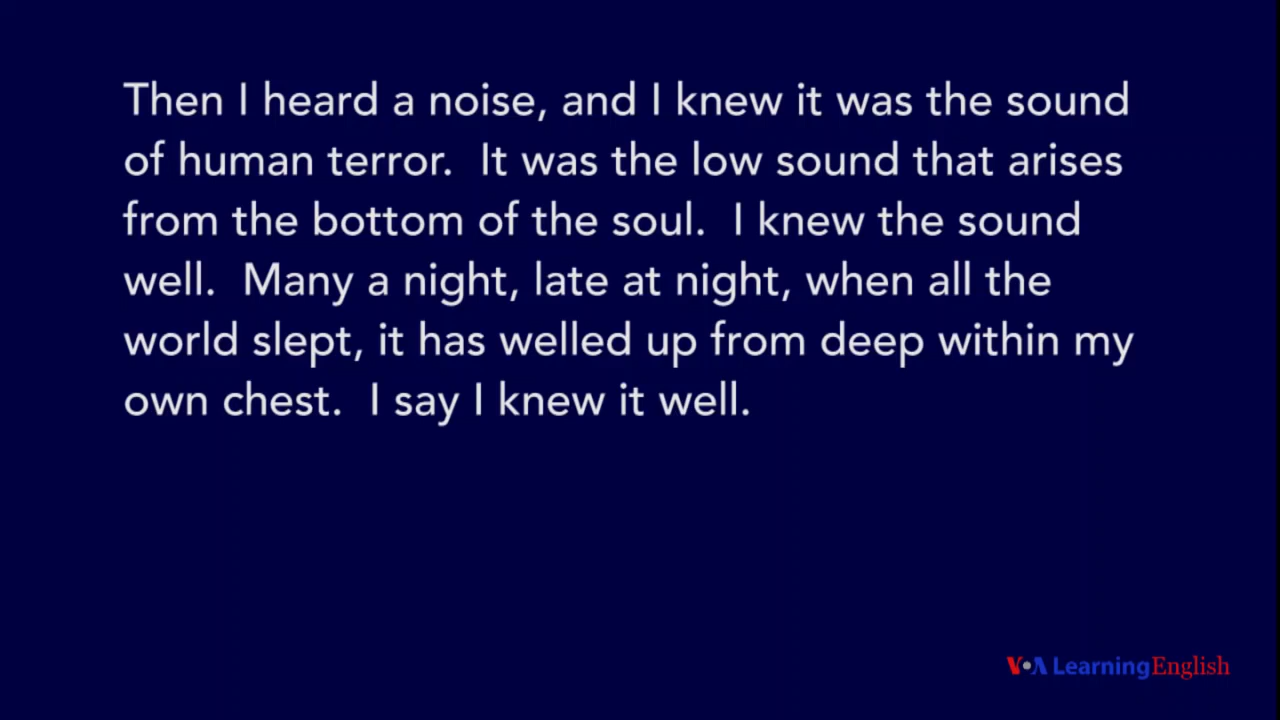 Then I heard a noise, and I knew it was the sound
of human terror.  It was the low sound that arises
from the bottom of the soul.  I knew the sound
well.  Many a night, late at night, when all the
world slept, it has welled up from deep within my
own chest.  I say I knew it well.
VOA Learning English